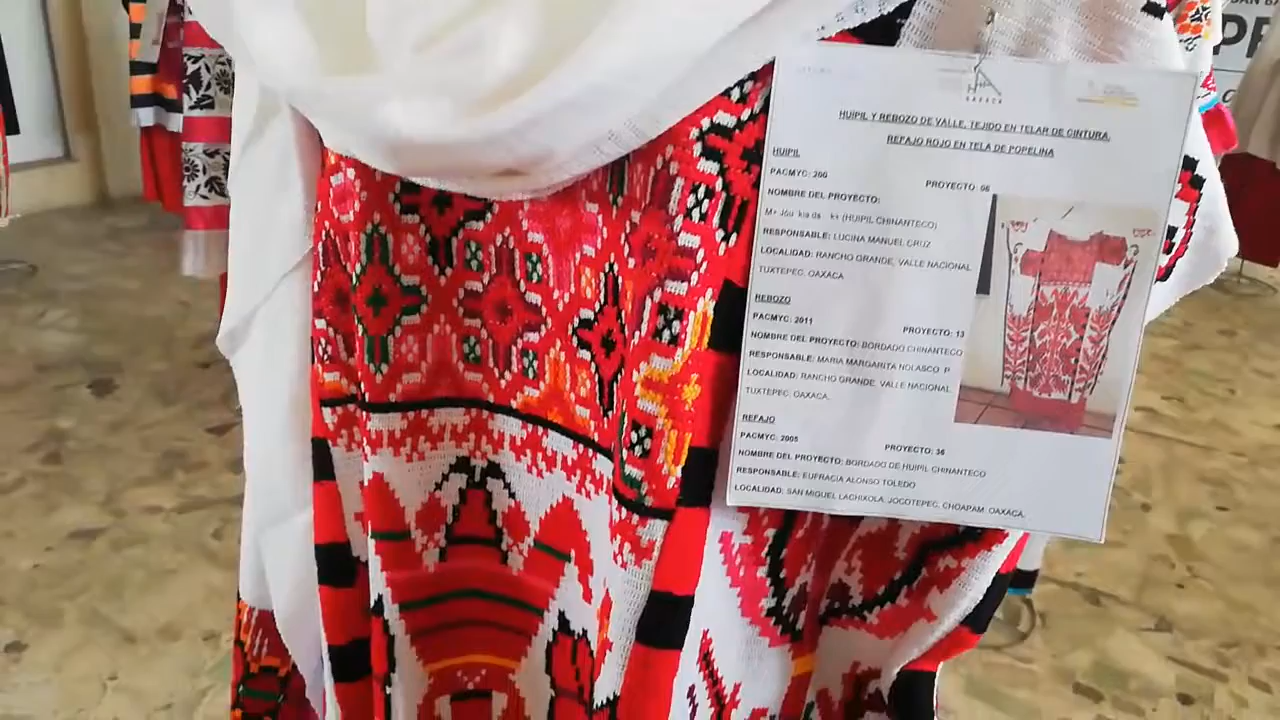 OAXACA
HUIPIL Y REBOZO DE VALLE, TEJIDO EN TELAR DE CINTURA.
REFAJO ROJO EN TELA DE POPELINA
HUIPIL
PACMYC: 200 PROYECTO: 06
NOMBRE DEL PROYECTO:
(HUIPIL CHINANTECO)
RESPONSABLE: LUCINA MANUEL CRUZ
LOCALIDAD: RANCHO GRANDE, VALLE NACIONAL
TUXTEPEC, OAXACA
REBOZO
PACMYC: 2011 PROYECTO: 13
NOMBRE DEL PROYECTO: BORDADO CHINANTECO
RESPONSABLE: MARIA MARGARITA NOLASCO P
LOCALIDAD: RANCHO GRANDE, VALLE NACIONAL
TUXTEPEC, OAXACA.
REFAJO
PACMYC: 2005 PROYECTO: 36
NOMBRE DEL PROYECTO: BORDADO DE HUIPIL CHINANTECO
RESPONSABLE: EUFRACIA ALONSO TOLEDO
LOCALIDAD: SAN MIGUEL LACHIXOLA, JOCOTEPEC, CHOAPAM, OAXACA.